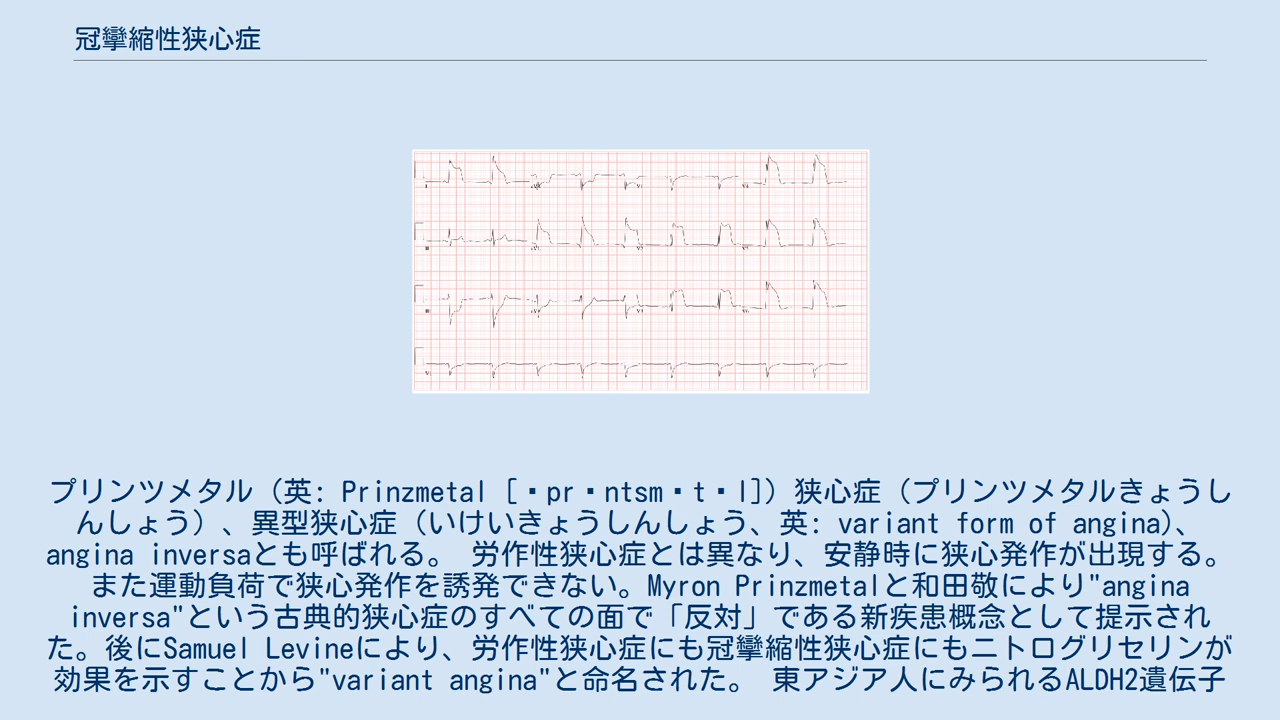 冠攣縮性狭心症
プリンツメタル（英: Prinzmetal [・pr・ntsm・t・l]）狭心症（プリンツメタルきょうし
んしょう）、異型狭心症（いけいきょうしんしょう、英: variant form of angina）、
angina inversaとも呼ばれる。 労作性狭心症とは異なり、安静時に狭心発作が出現する。
また運動負荷で狭心発作を誘発できない。Myron Prinzmetalと和田敬により"angina
inversa"という古典的狭心症のすべての面で「反対」である新疾患概念として提示され
た。後にSamuel Levineにより、労作性狭心症にも冠攣縮性狭心症にもニトログリセリンが
効果を示すことから"variant angina"と命名された。 東アジア人にみられるALDH2遺伝子